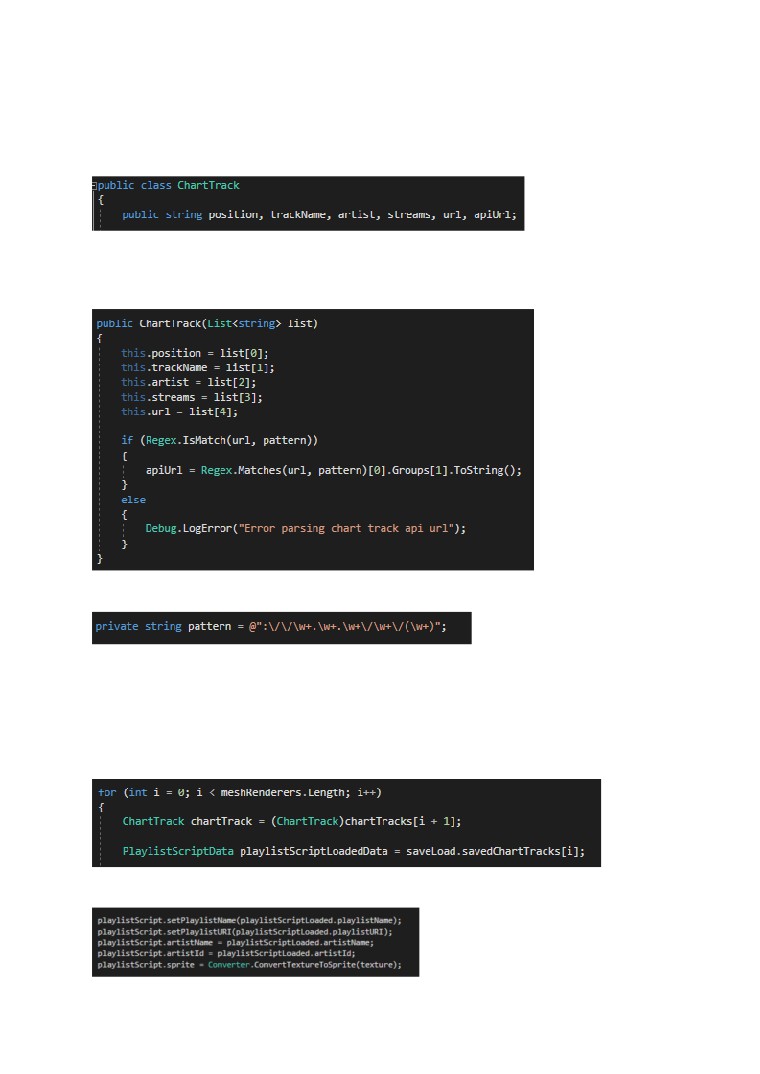 public class ChartTrack
{
public string position, trackName, artist, streams, url, apiUrl;
public ChartTrack(List<string> list)
{
this.position = list[0];
this.trackName = list[1];
this.artist = list[2];
this.streams = list[3];
this.url = list[4];
if (Regex.IsMatch(url, pattern))
{
apiUrl = Regex.Matches(url, pattern)[0].Groups[1].ToString();
}
else
{
Debug.LogError("Error parsing chart track api url");
}
}
private string pattern = @":\/\/\w+.\w+.\w+\/\w+\/(\w+)";
for (int i = 0; i < meshRenderers.Length; i++)
{
ChartTrack chartTrack = (ChartTrack)chartTracks[i + 1];
PlaylistScriptData playlistScriptLoadedData = saveLoad.savedChartTracks[i];
playlistScript.setPlaylistName(playlistScriptLoaded.playlistName);
playlistScript.setPlaylistURI(playlistScriptLoaded.playlistURI);
playlistScript.artistName = playlistScriptLoaded.artistName;
playlistScript.artistId = playlistScriptLoaded.artistId;
playlistScript.sprite = Converter.ConvertTextureToSprite(texture);